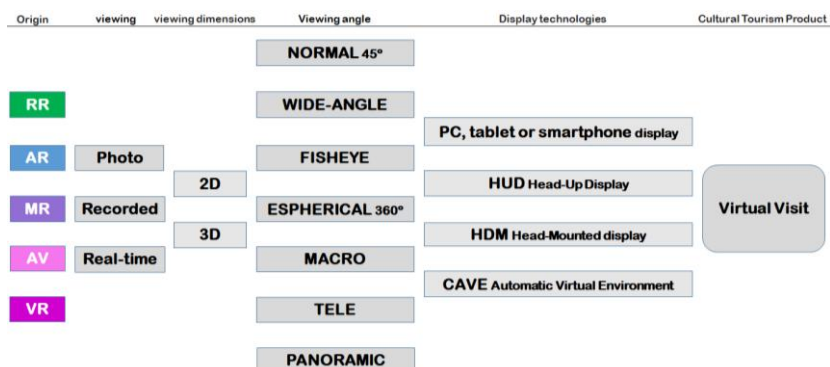 Origin
viewing
viewing dimensions
Viewing angle
Display technologies
Cultural Tourism Product
RR
AR
MR
AV
VR
Photo
Recorded
Real-time
2D
3D
NORMAL 45º
WIDE-ANGLE
FISHEYE
ESPHERICAL 360º
MACRO
TELE
PANORAMIC
PC, tablet or smartphone display
HUD Head-Up Display
HDM Head-Mounted display
CAVE Automatic Virtual Environment
Virtual Visit